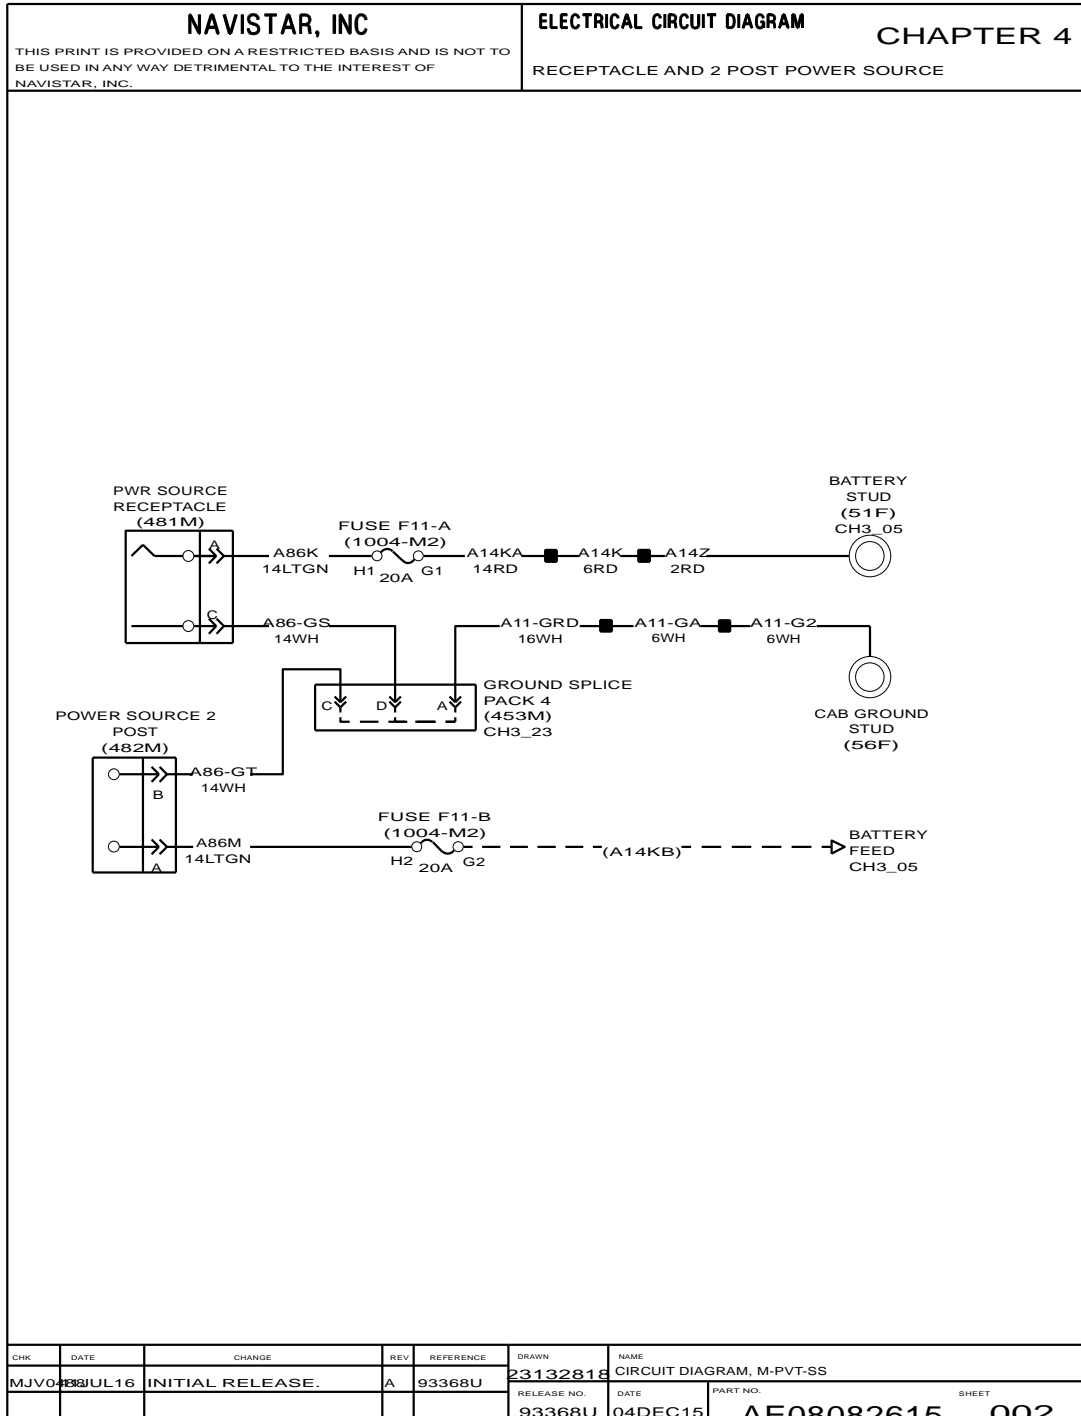 NAVISTAR, INC
THIS PRINT IS PROVIDED ON A RESTRICTED BASIS AND IS NOT TO
BE USED IN ANY WAY DETRIMENTAL TO THE INTEREST OF
NAVISTAR, INC.
ELECTRICAL CIRCUIT DIAGRAM
CHAPTER 4
RECEPTACLE AND 2 POST POWER SOURCE
PWR SOURCE
RECEPTACLE
(481M)
A
C
A86K
14LTGN
FUSE F11-A
(1004-M2)
H1
20A
G1
A14KA
14RD
A14K
6RD
A14Z
2RD
BATTERY
STUD
(51F)
CH3_05
A86-GS
14WH
A11-GRD
16WH
A11-GA
6WH
A11-G2
6WH
C
D
A
GROUND SPLICE
PACK 4
(453M)
CH3_23
CAB GROUND
STUD
(56F)
POWER SOURCE 2
POST
(482M)
B
A
A86-GT
14WH
A86M
14LTGN
FUSE F11-B
(1004-M2)
H2
20A
G2
(A14KB)
BATTERY
FEED
CH3_05
CHK
DATE
CHANGE
REV
REFERENCE
DRAWN
NAME
JUL16
INITIAL RELEASE.
A
93368U
23132818
CIRCUIT DIAGRAM, M-PVT-SS
RELEASE NO.
DATE
PART NO.
SHEET
93368U
04DEC15
AE08082615
002